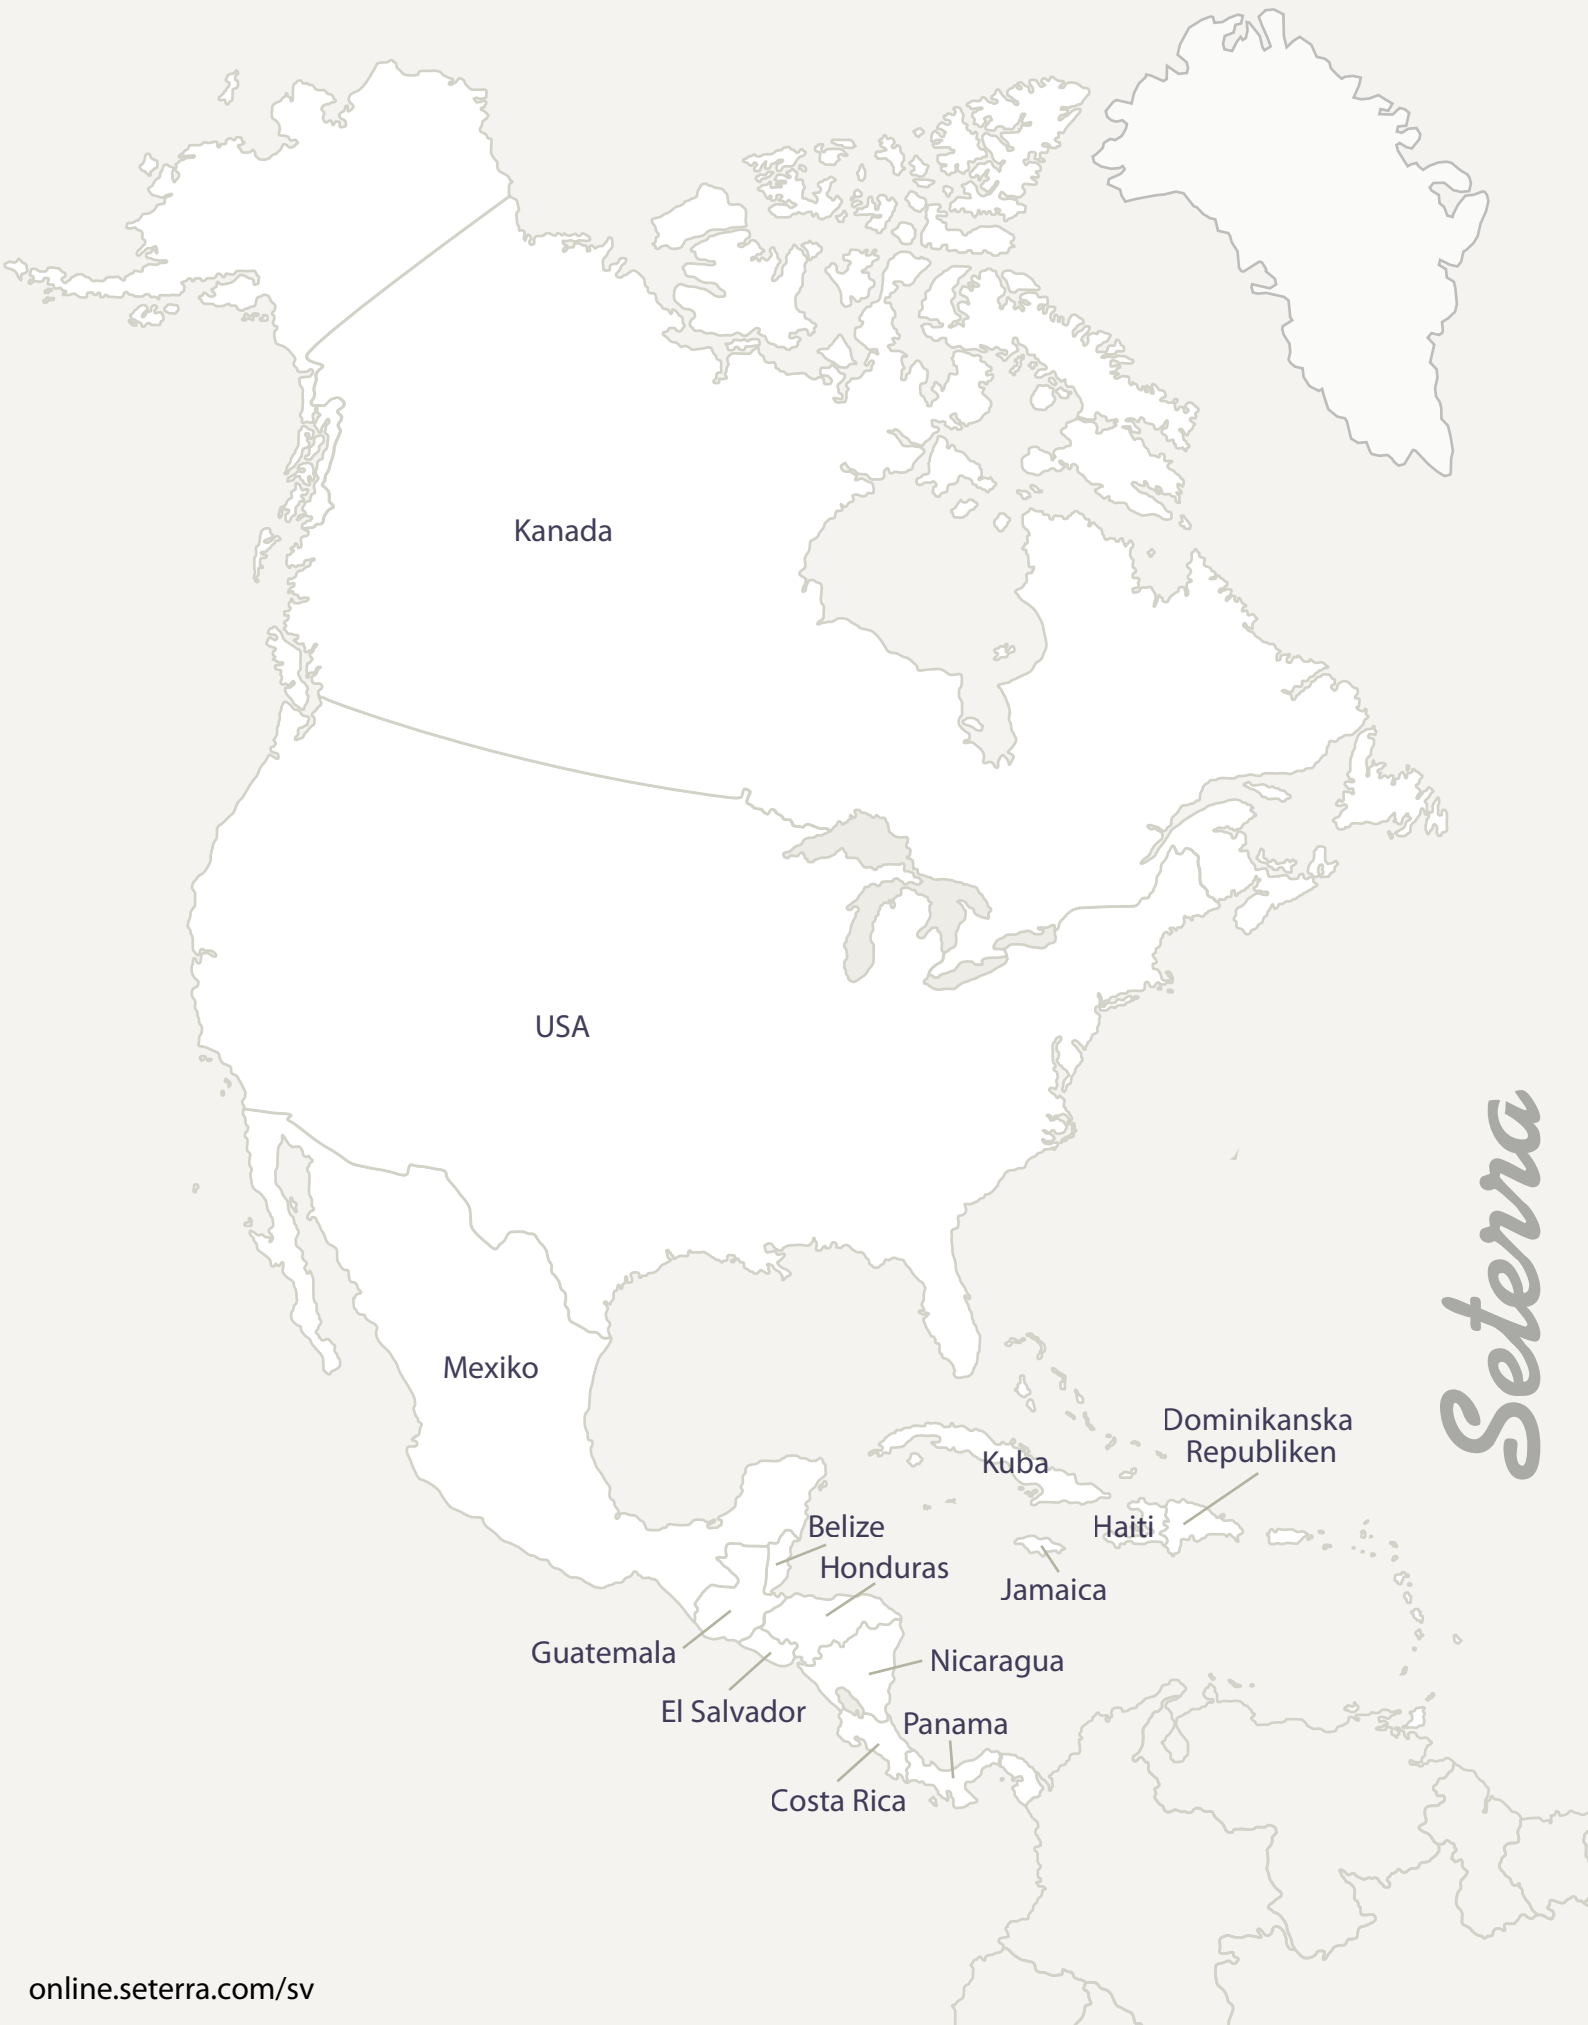 Kanada
USA
Mexiko
Dominikanska
Republiken
Kuba
Belize
Haiti
Honduras
Jamaica
Guatemala
Nicaragua
El Salvador
Panama
Costa Rica
Seterra
online.seterra.com/sv